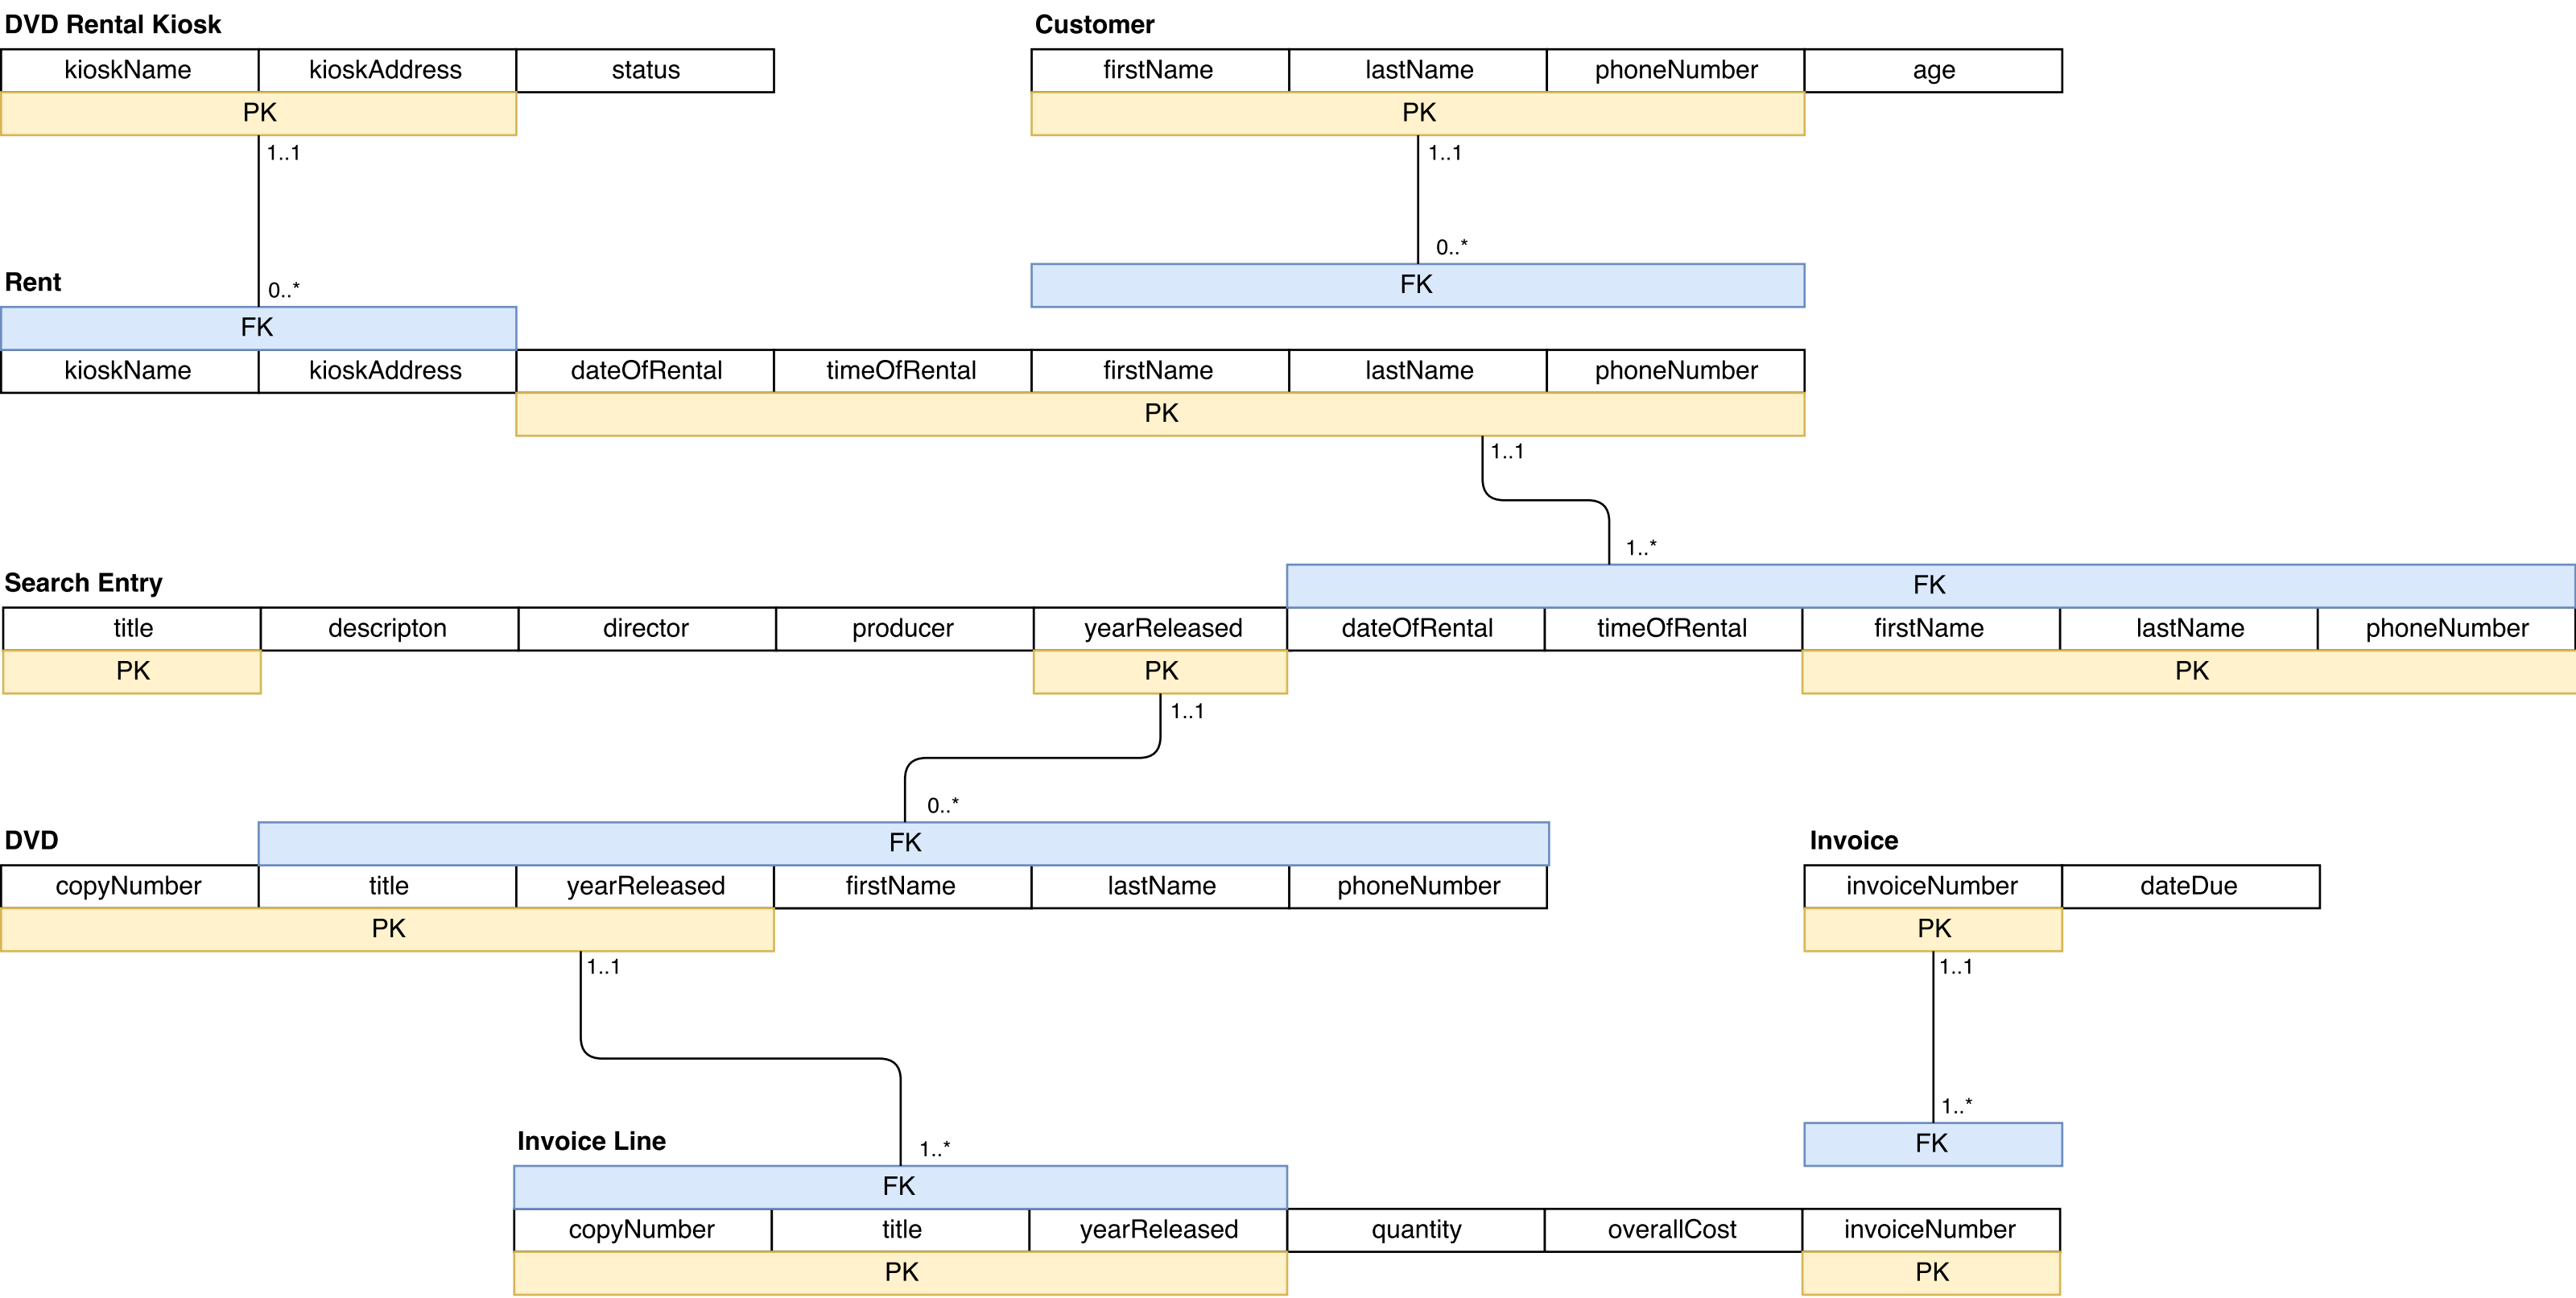 DVD Rental Kiosk
kioskName kioskAddress status
PK
1..1
Customer
firstName lastName phoneNumber age
PK
1..1
0..*
FK
Rent
0..*
FK
kioskName kioskAddress dateOfRental timeOfRental firstName lastName phoneNumber
PK
1..1
1..*
Search Entry
FK
title descripton director producer yearReleased dateOfRental timeOfRental firstName lastName phoneNumber
PK PK PK
1..1
0..*
DVD
FK
copyNumber title yearReleased firstName lastName phoneNumber
PK
1..1
Invoice
invoiceNumber dateDue
PK
1..1
1..*
FK
Invoice Line
1..*
FK
copyNumber title yearReleased quantity overallCost invoiceNumber
PK PK